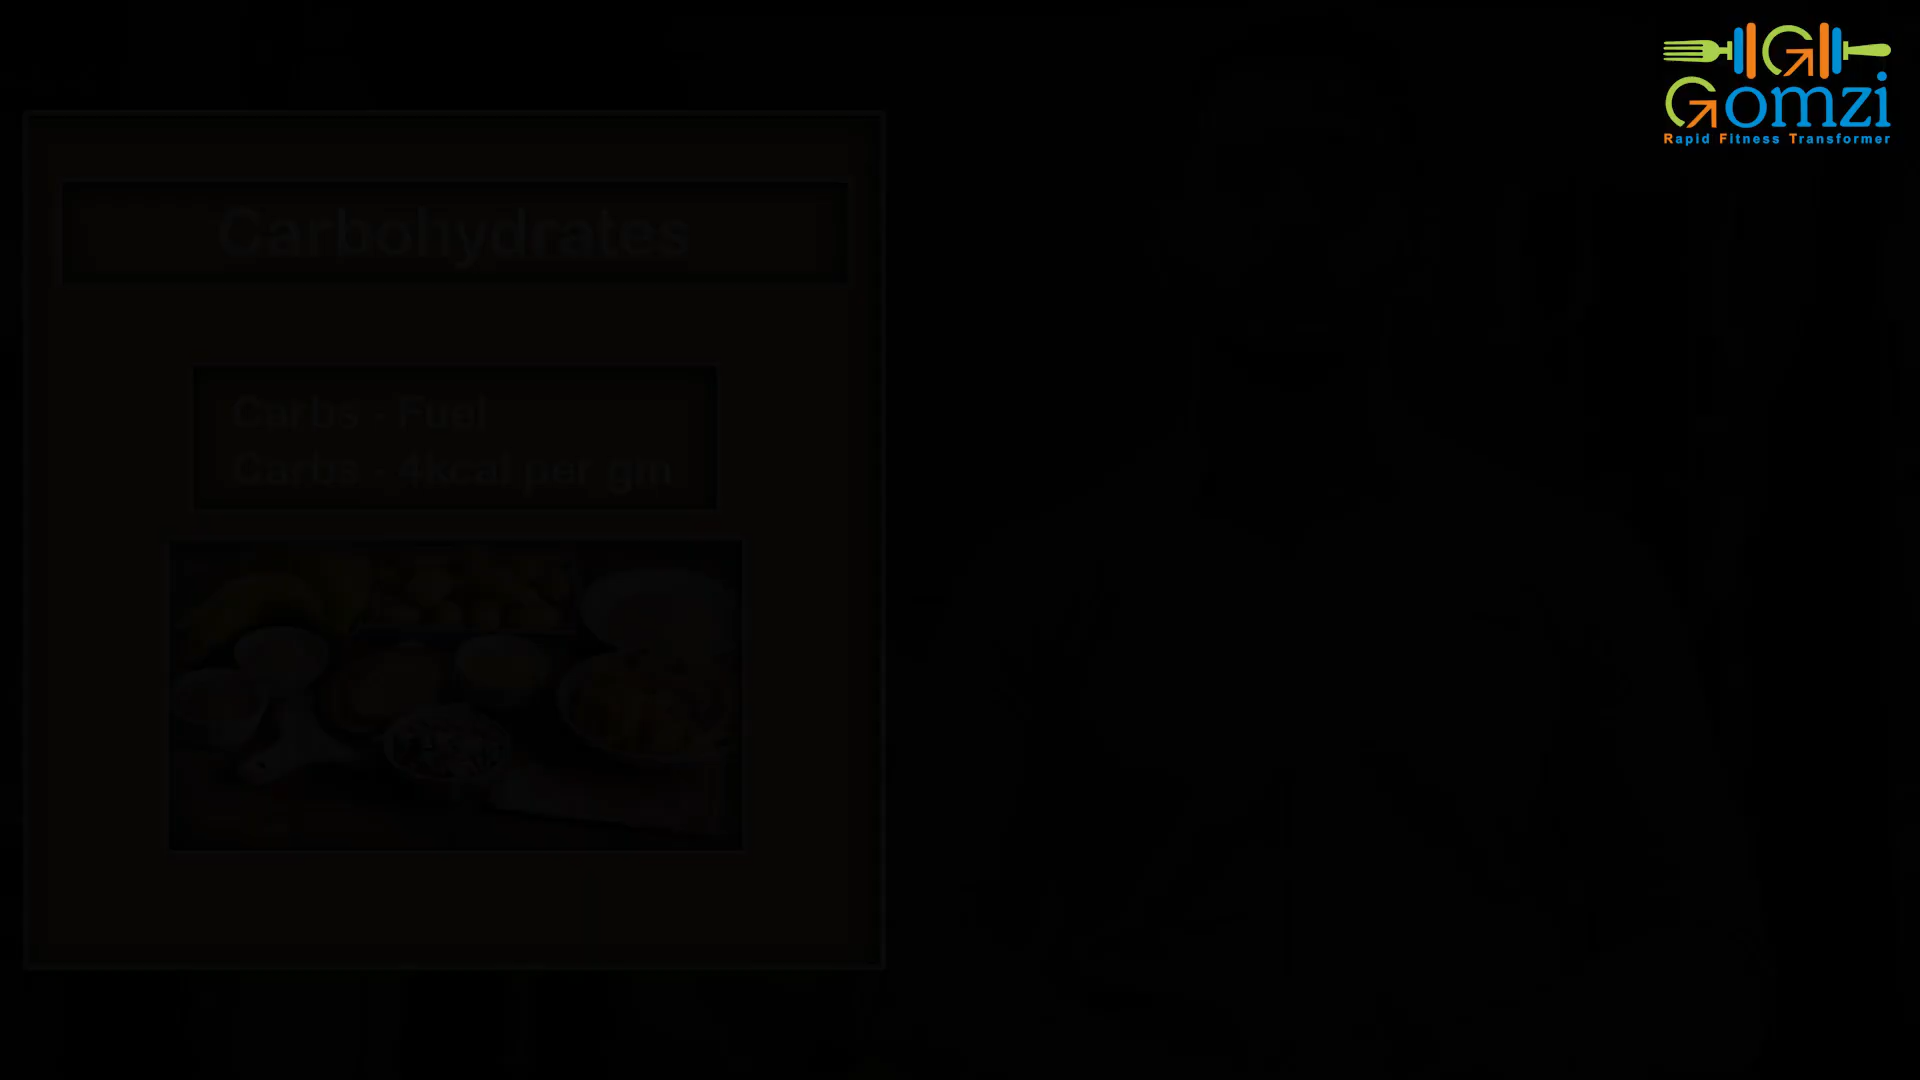 Gomzi
Rapid Fitness Transformer
Carbohydrates
Carbs - Fuel
Carbs - 4kcal per gm